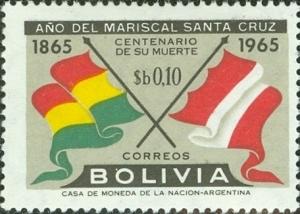 AÑO DEL MARISCAL SANTA CRUZ
1865 CENTENARIO 1965
DE SU MUERTE
$b 0,10
CORREOS
BOLIVIA
CASA DE MONEDA DE LA NACION-ARGENTINA